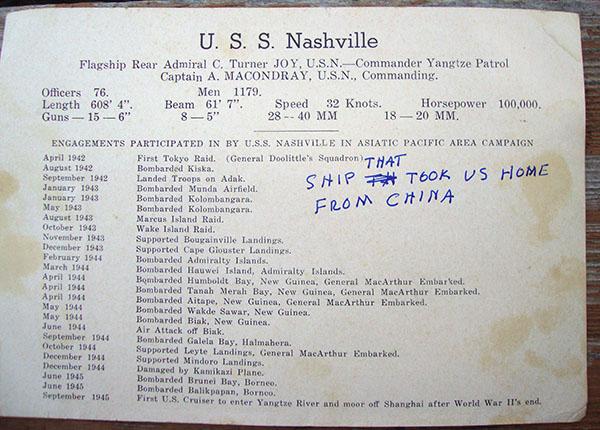 U. S. S. Nashville
Flagship Rear Admiral C. Turner JOY, U.S.N.—Commander Yangtze Patrol
Captain A. MACONDRAY, U.S.N., Commanding.
Officers 76. Men 1179.
Length 608' 4". Beam 61' 7". Speed 32 Knots. Horsepower 100,000.
Guns — 15 — 6" 8 — 5" 28 — 40 MM 18 — 20 MM.
ENGAGEMENTS PARTICIPATED IN BY U.S.S. NASHVILLE IN ASIATIC PACIFIC AREA CAMPAIGN
April 1942 First Tokyo Raid. (General Doolittle's Squadron)
August 1942 Bombarded Kiska.
September 1942 Landed Troops on Adak.
January 1943 Bombarded Munda Airfield.
January 1943 Bombarded Kolombangara.
May 1943 Bombarded Kolombangara.
August 1943 Marcus Island Raid.
October 1943 Wake Island Raid.
November 1943 Supported Bougainville Landings.
December 1943 Supported Cape Glouster Landings.
February 1944 Bombarded Admiralty Islands.
March 1944 Bombarded Hauwei Island, Admiralty Islands.
April 1944 Bombarded Humboldt Bay, New Guinea, General MacArthur Embarked.
April 1944 Bombarded Tanah Merah Bay, New Guinea, General MacArthur Embarked.
April 1944 Bombarded Aitape, New Guinea, General MacArthur Embarked.
May 1944 Bombarded Wakde Sawar, New Guinea.
May 1944 Bombarded Biak, New Guinea.
June 1944 Air Attack off Biak.
September 1944 Bombarded Galela Bay, Halmahera.
October 1944 Supported Leyte Landings, General MacArthur Embarked.
December 1944 Supported Mindoro Landings.
December 1944 Damaged by Kamikazi Plane.
June 1945 Bombarded Brunei Bay, Borneo.
June 1945 Bombarded Balikpapan, Borneo.
September 1945 First U.S. Cruiser to enter Yangtze River and moor off Shanghai after World War II's end.
THAT
SHIP TOOK US HOME
FROM CHINA